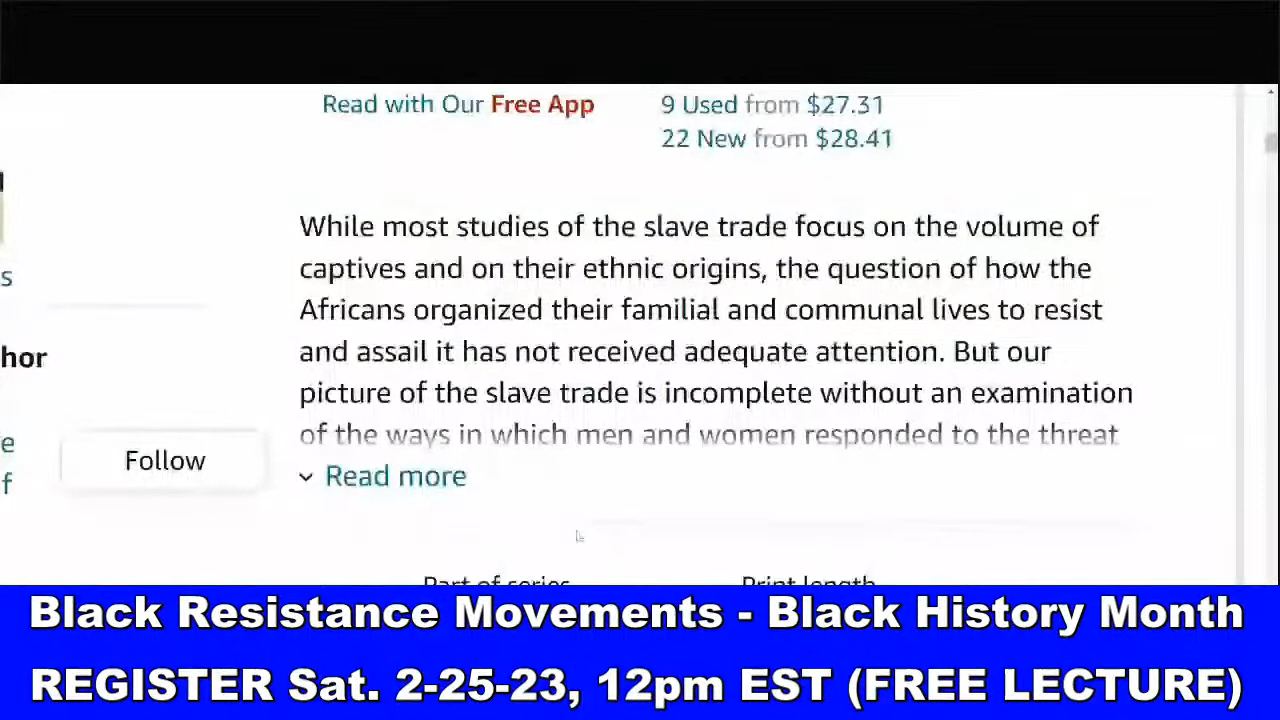 Read with Our Free App
9 Used from $27.31
22 New from $28.41
While most studies of the slave trade focus on the volume of
captives and on their ethnic origins, the question of how the
Africans organized their familial and communal lives to resist
and assail it has not received adequate attention. But our
picture of the slave trade is incomplete without an examination
of the ways in which men and women responded to the threat
Read more
s
hor
e
f
Follow
Part of series
Print length
Black Resistance Movements - Black History Month
REGISTER Sat. 2-25-23, 12pm EST (FREE LECTURE)